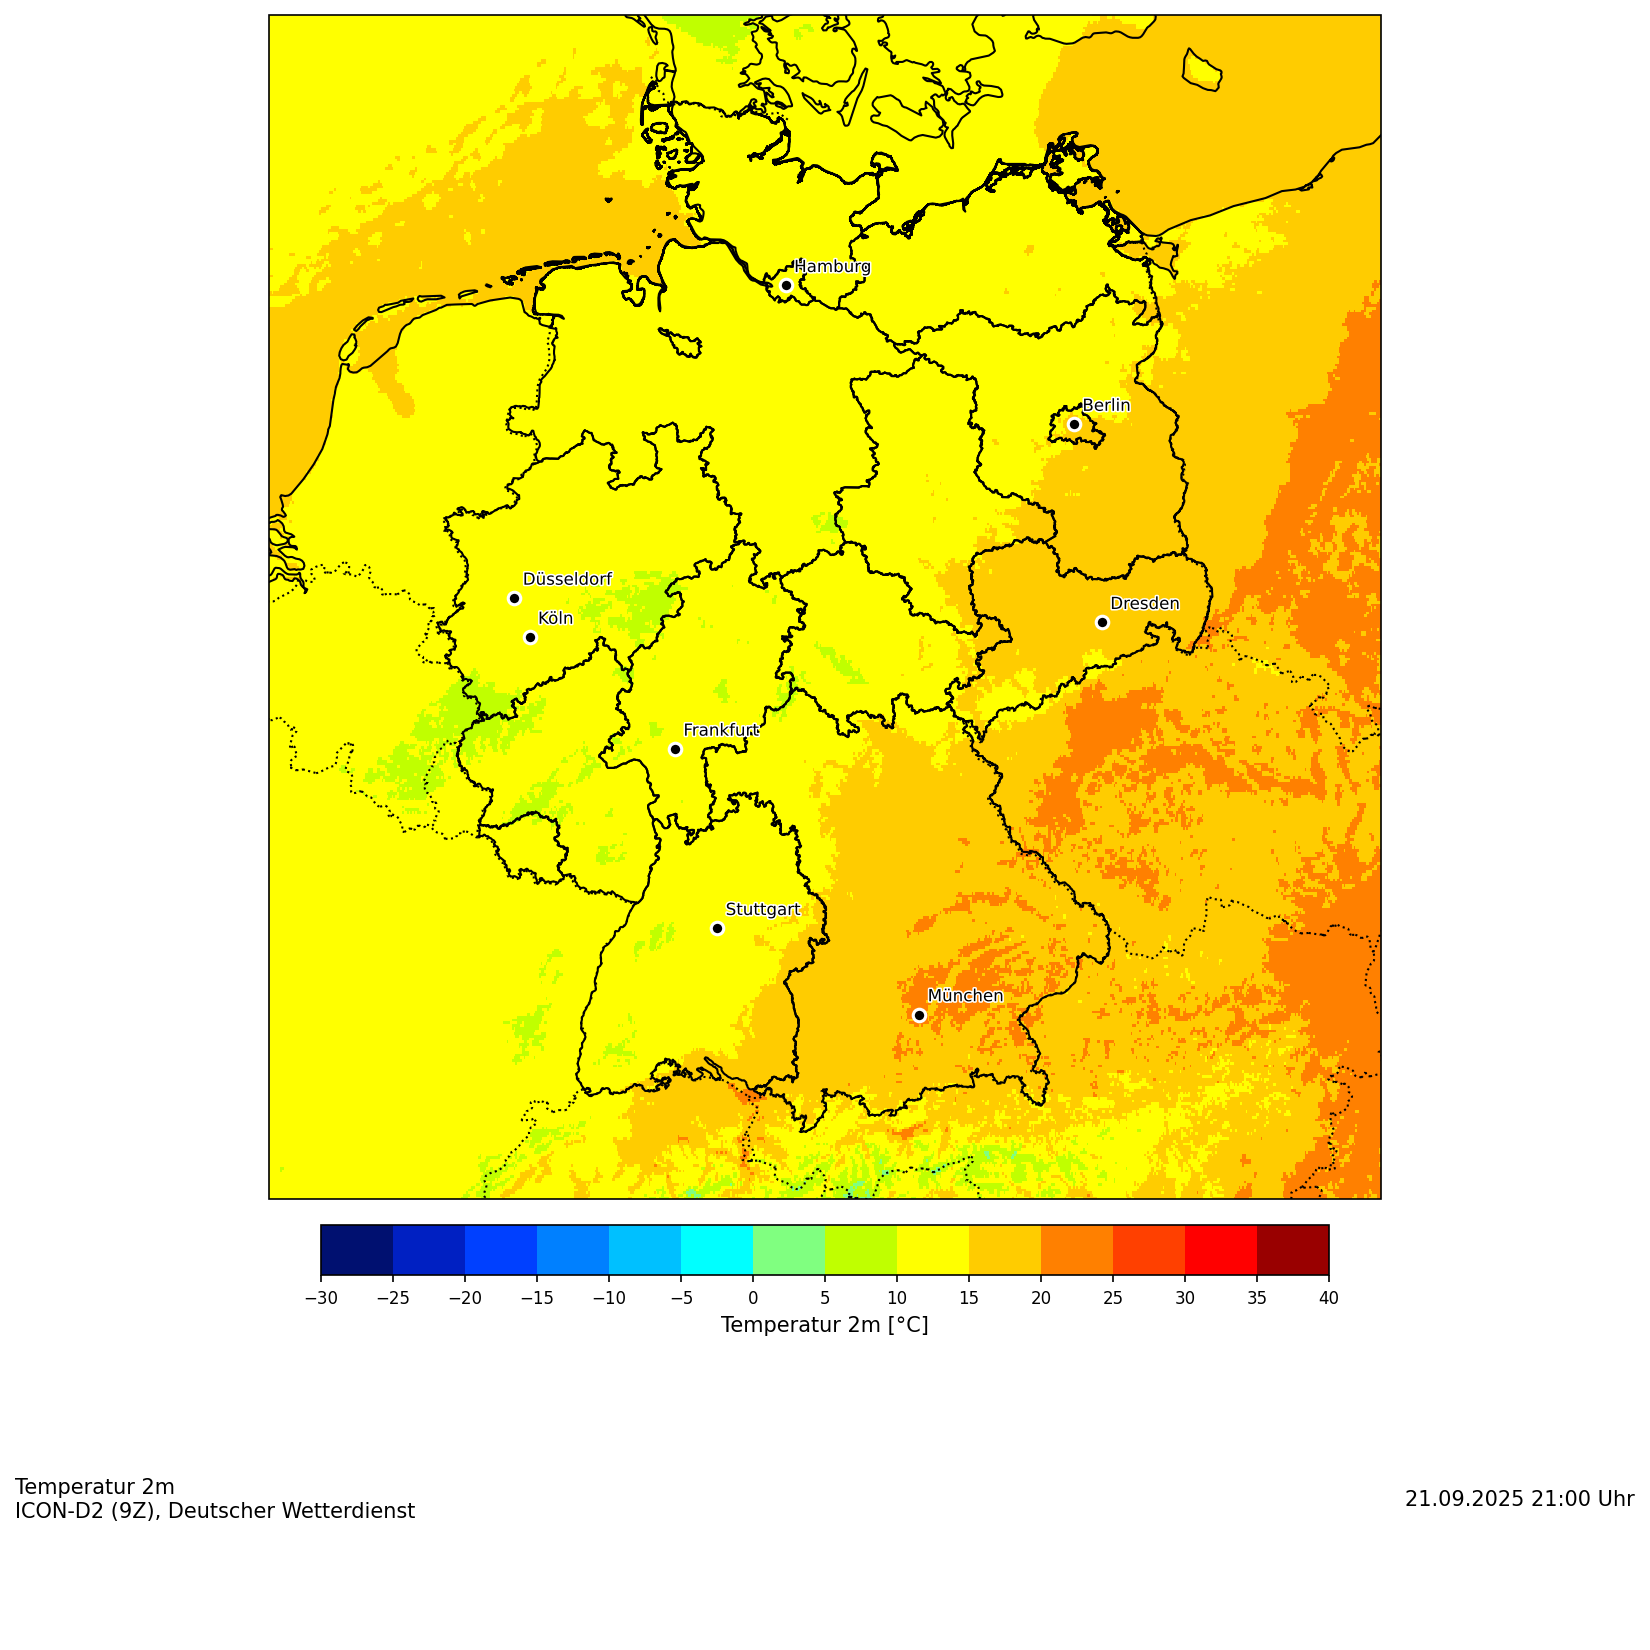 Hamburg
Berlin
Düsseldorf
Dresden
Köln
Frankfurt
Stuttgart
München
−30 −25 −20 −15 −10 −5 0 5 10 15 20 25 30 35 40
Temperatur 2m [°C]
Temperatur 2m
ICON-D2 (9Z), Deutscher Wetterdienst
21.09.2025 21:00 Uhr